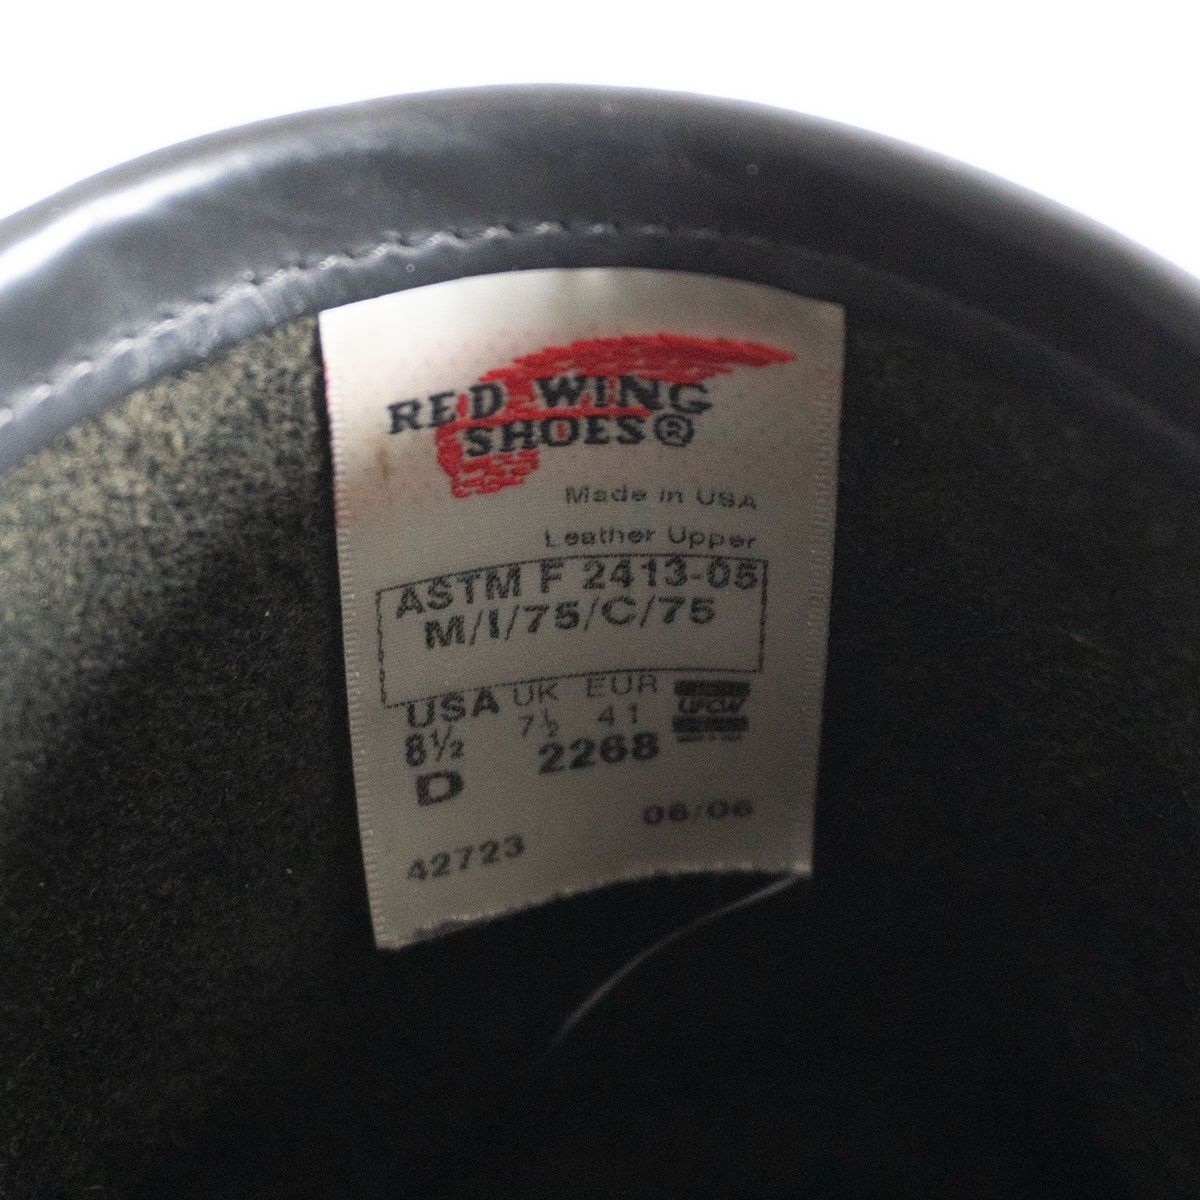 RED WING
SHOES®
Made in USA
Leather Upper
ASTM F 2413-05
M/I/75/C/75
USA UK EUR
8½ 7½ 41
UFCW
D 2268
06/06
42723